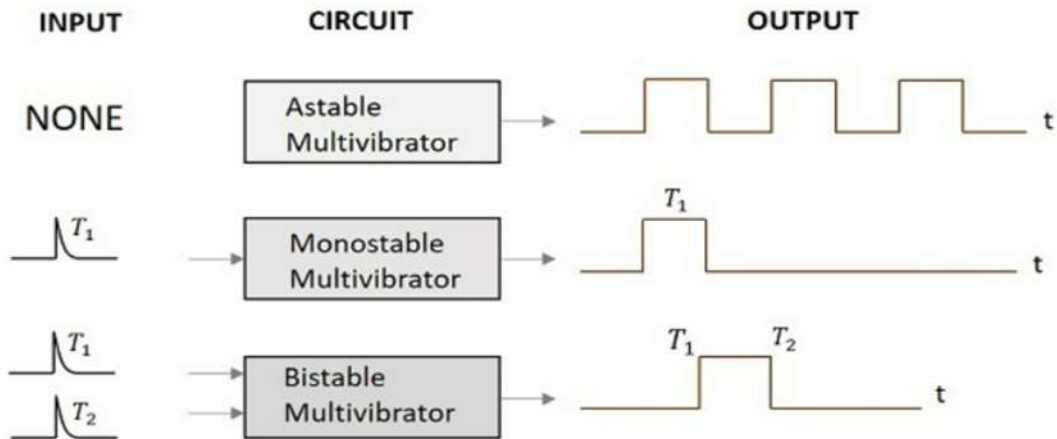 INPUT CIRCUIT OUTPUT
NONE
Astable
Multivibrator
t
T₁
Monostable
Multivibrator
T₁
t
T₁
T₂
Bistable
Multivibrator
T₁ T₂
t